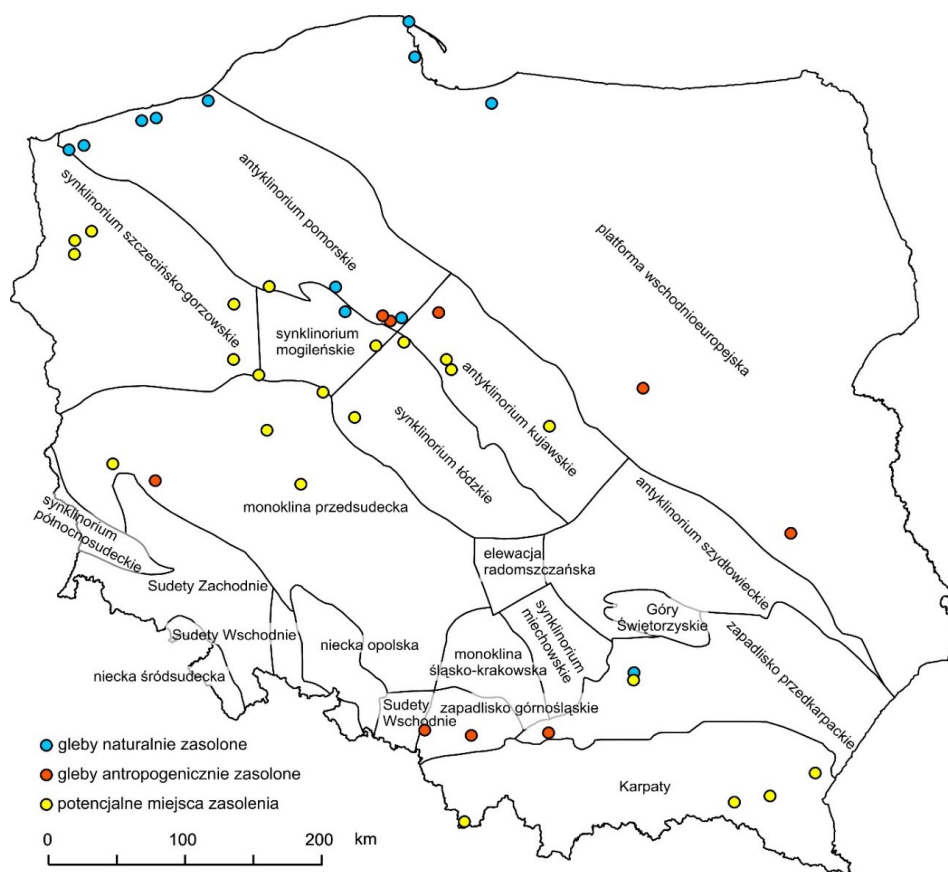 antyklinorium pomorskie
synklinorium szczecińsko-gorzowskie
platforma wschodnioeuropejska
synklinorium
mogileńskie
antyklinorium kujawskie
synklinorium łódzkie
monoklina przedsudecka
antyklinorium szydłowieckie
synklinorium
północnosudeckie
elewacja
radomszczańska
Sudety Zachodnie
Góry
Świętorzyskie
synklinorium
miechowskie
zapadlisko przedkarpackie
Sudety Wschodnie
niecka opolska
monoklina
śląsko-krakowska
niecka śródsudecka
Sudety
Wschodnie
zapadlisko górnośląskie
Karpaty
gleby naturalnie zasolone
gleby antropogenicznie zasolone
potencjalne miejsca zasolenia
0 100 200 km